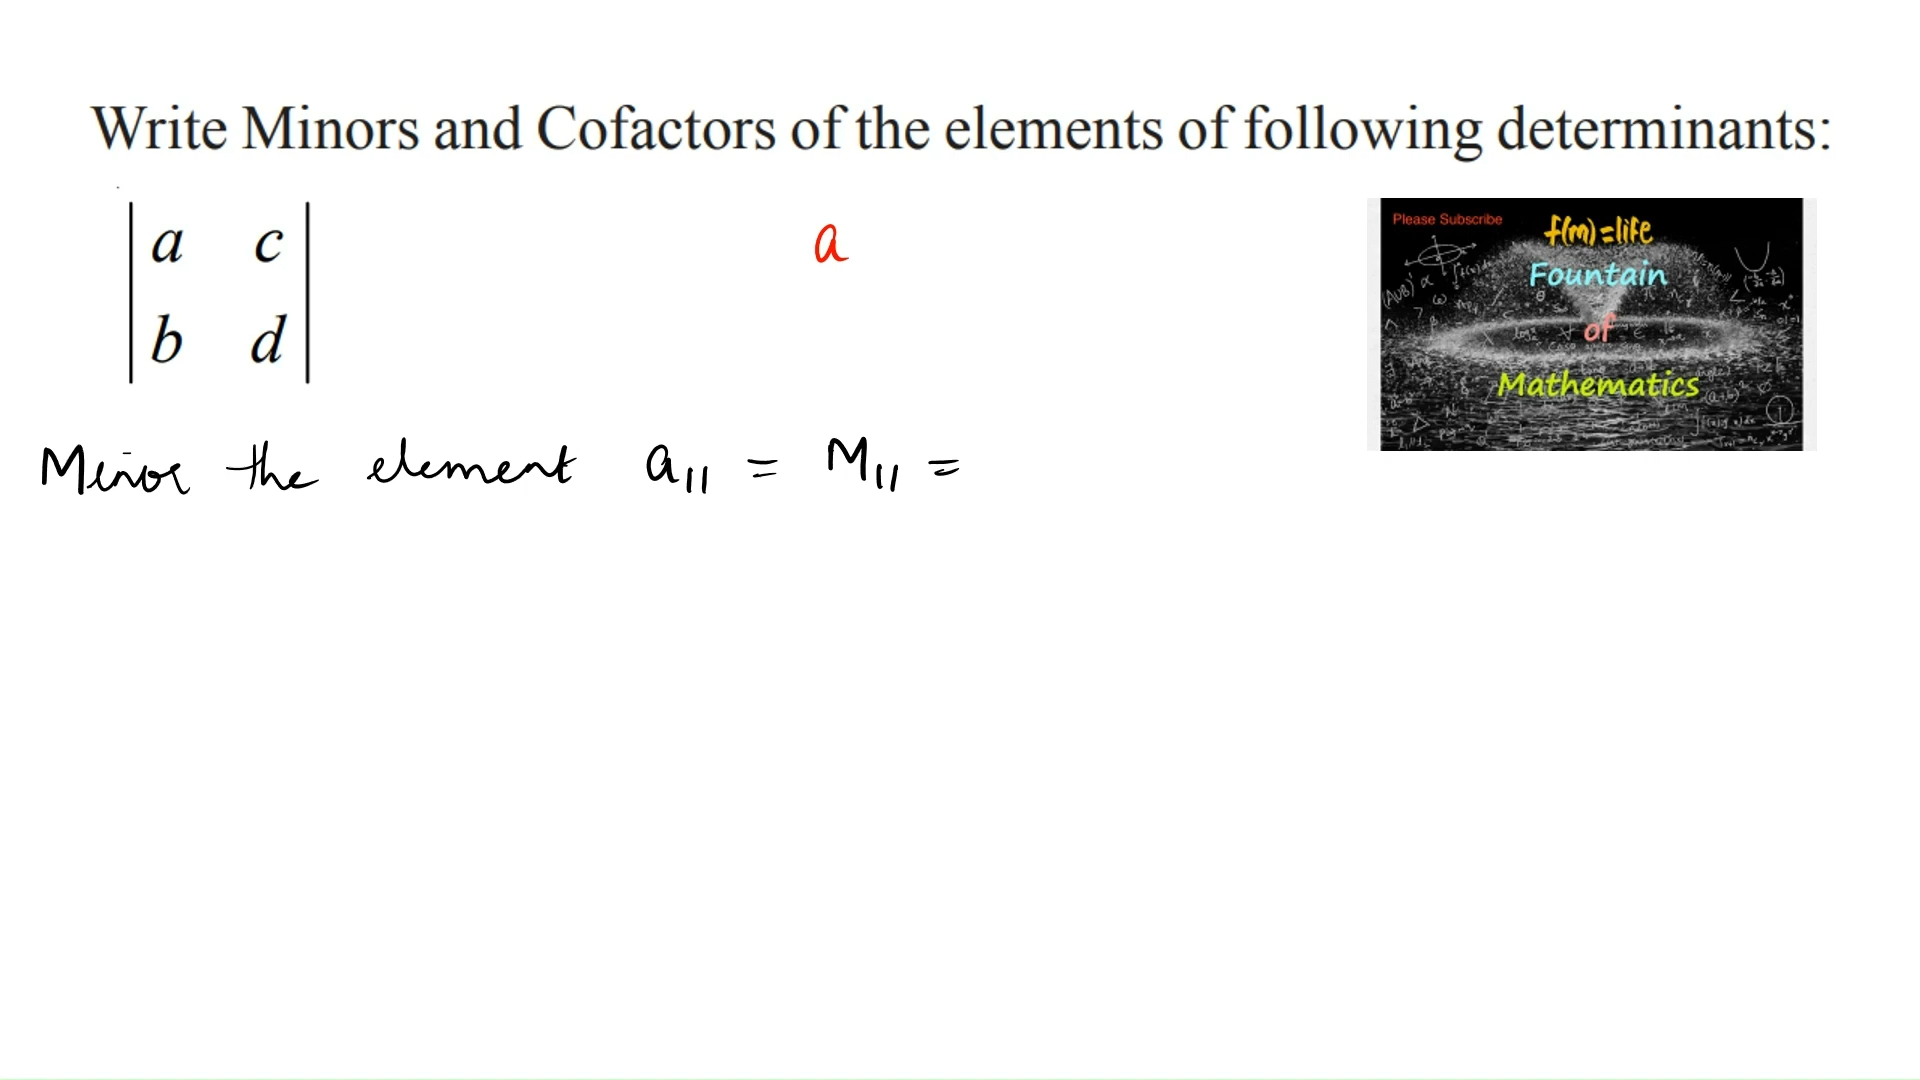 Write Minors and Cofactors of the elements of following determinants:
a c
b d
a
Please Subscribe
f(m)=life
Fountain
of
Mathematics
Minor the element a₁₁ = M₁₁ =